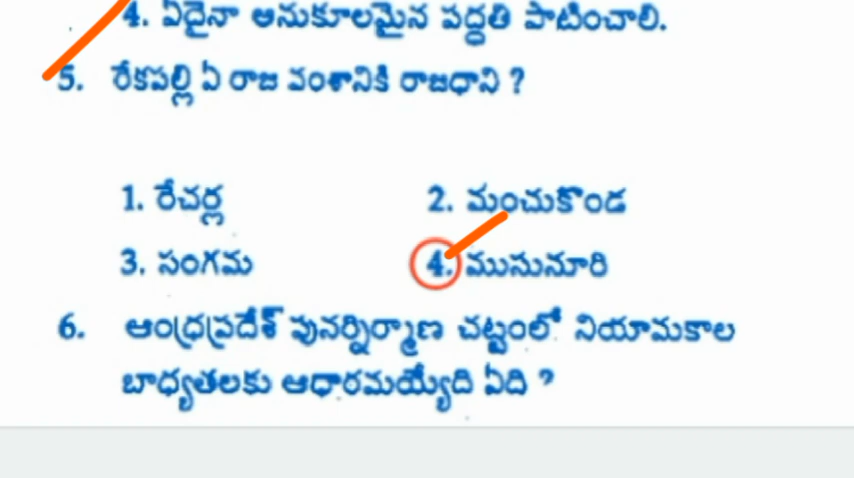 4. ఏదైనా అనుకూలమైన పద్ధతి పాటించాలి.
5. రేకపల్లి ఏ రాజ వంశానికి రాజధాని ?
1. రేచర్ల 2. మంచుకొండ
3. సంగమ 4. ముసునూరి
6. ఆంధ్రప్రదేశ్ పునర్నిర్మాణ చట్టంలో నియామకాల
బాధ్యతలకు ఆధారమయ్యేది ఏది ?